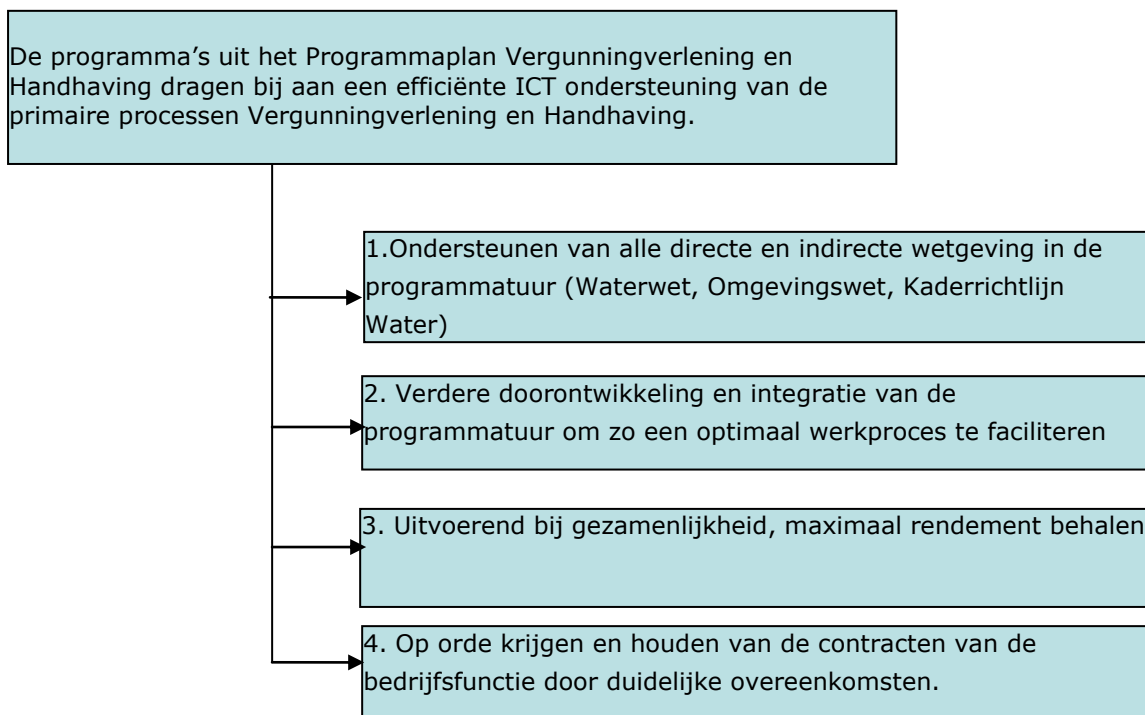 De programma’s uit het Programmaplan Vergunningverlening en
Handhaving dragen bij aan een efficiënte ICT ondersteuning van de
primaire processen Vergunningverlening en Handhaving.
1.Ondersteunen van alle directe en indirecte wetgeving in de
programmatuur (Waterwet, Omgevingswet, Kaderrichtlijn
Water)
2. Verdere doorontwikkeling en integratie van de
programmatuur om zo een optimaal werkproces te faciliteren
3. Uitvoerend bij gezamenlijkheid, maximaal rendement behalen
4. Op orde krijgen en houden van de contracten van de
bedrijfsfunctie door duidelijke overeenkomsten.